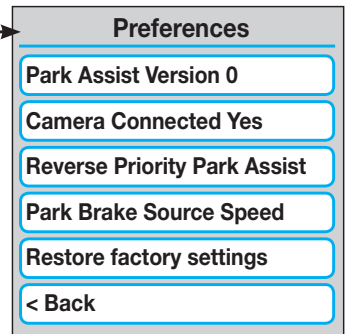 Preferences
Park Assist Version 0
Camera Connected Yes
Reverse Priority Park Assist
Park Brake Source Speed
Restore factory settings
< Back